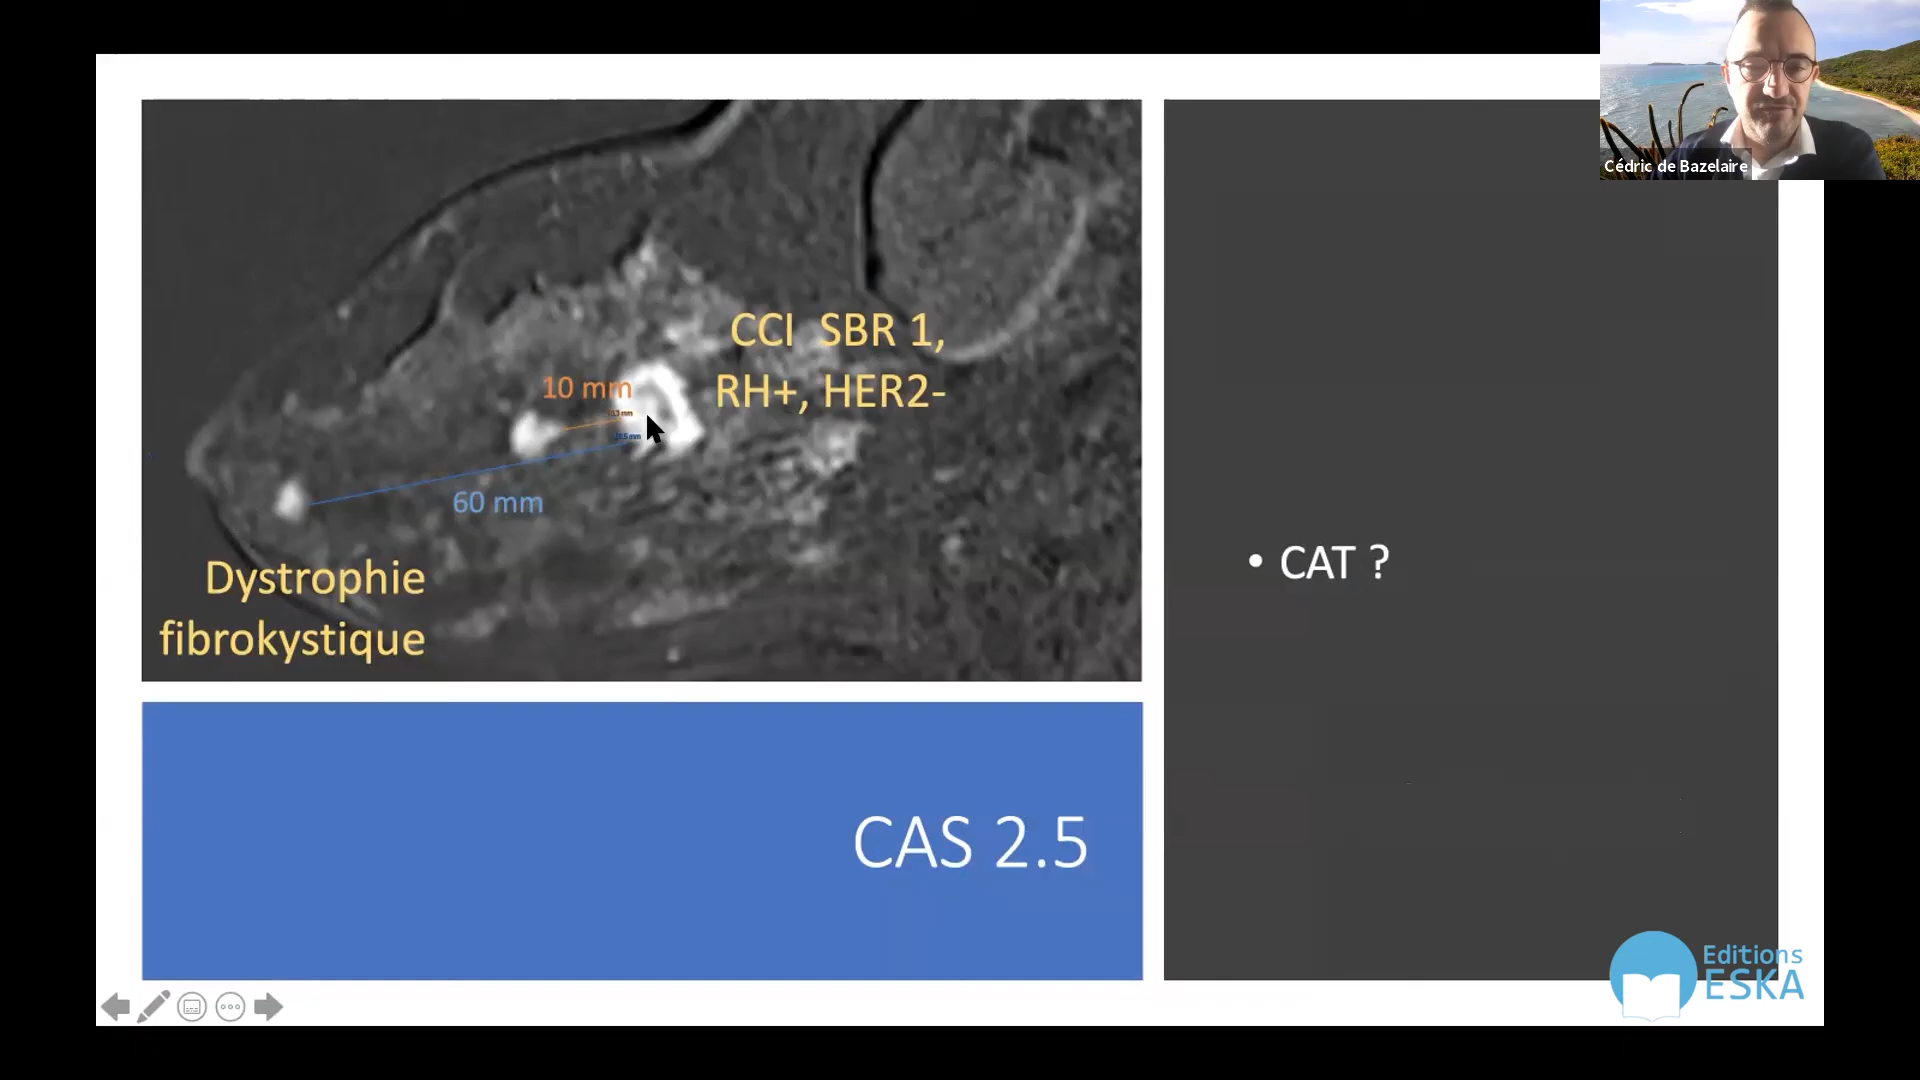 Cédric de Bazelaire
CCI SBR 1,
RH+, HER2-
10 mm
60 mm
Dystrophie
fibrokystique
• CAT ?
CAS 2.5
Editions
ESKA